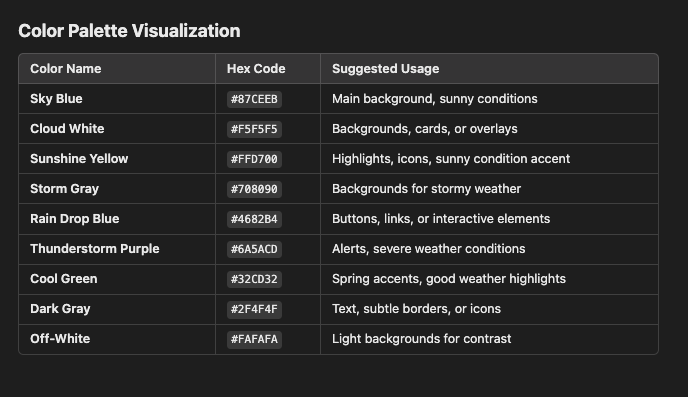 Color Palette Visualization
Color Name Hex Code Suggested Usage
Sky Blue #87CEEB Main background, sunny conditions
Cloud White #F5F5F5 Backgrounds, cards, or overlays
Sunshine Yellow #FFD700 Highlights, icons, sunny condition accent
Storm Gray #708090 Backgrounds for stormy weather
Rain Drop Blue #4682B4 Buttons, links, or interactive elements
Thunderstorm Purple #6A5ACD Alerts, severe weather conditions
Cool Green #32CD32 Spring accents, good weather highlights
Dark Gray #2F4F4F Text, subtle borders, or icons
Off-White #FAFAFA Light backgrounds for contrast